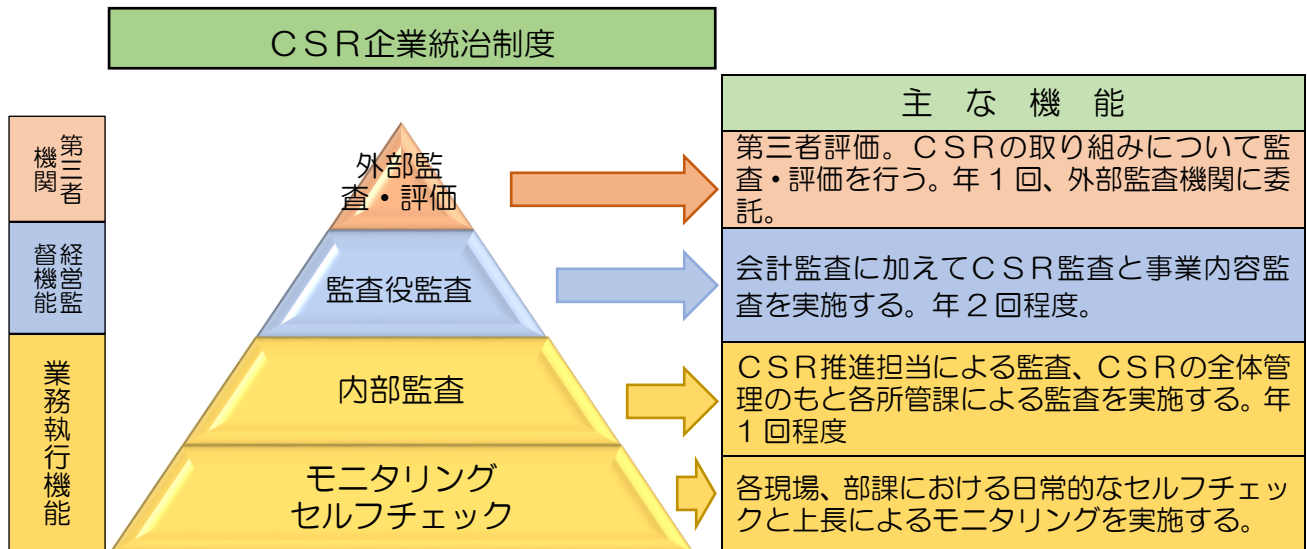 ＣＳＲ企業統治制度
主な機能
第三者
機関
外部監
査・評価
第三者評価。ＣＳＲの取り組みについて監
査・評価を行う。年１回、外部監査機関に委
託。
経営監
督機能
監査役監査
会計監査に加えてＣＳＲ監査と事業内容監
査を実施する。年２回程度。
業務執行機能
内部監査
ＣＳＲ推進担当による監査、ＣＳＲの全体管
理のもと各所管課による監査を実施する。年
１回程度
モニタリング
セルフチェック
各現場、部課における日常的なセルフチェッ
クと上長によるモニタリングを実施する。